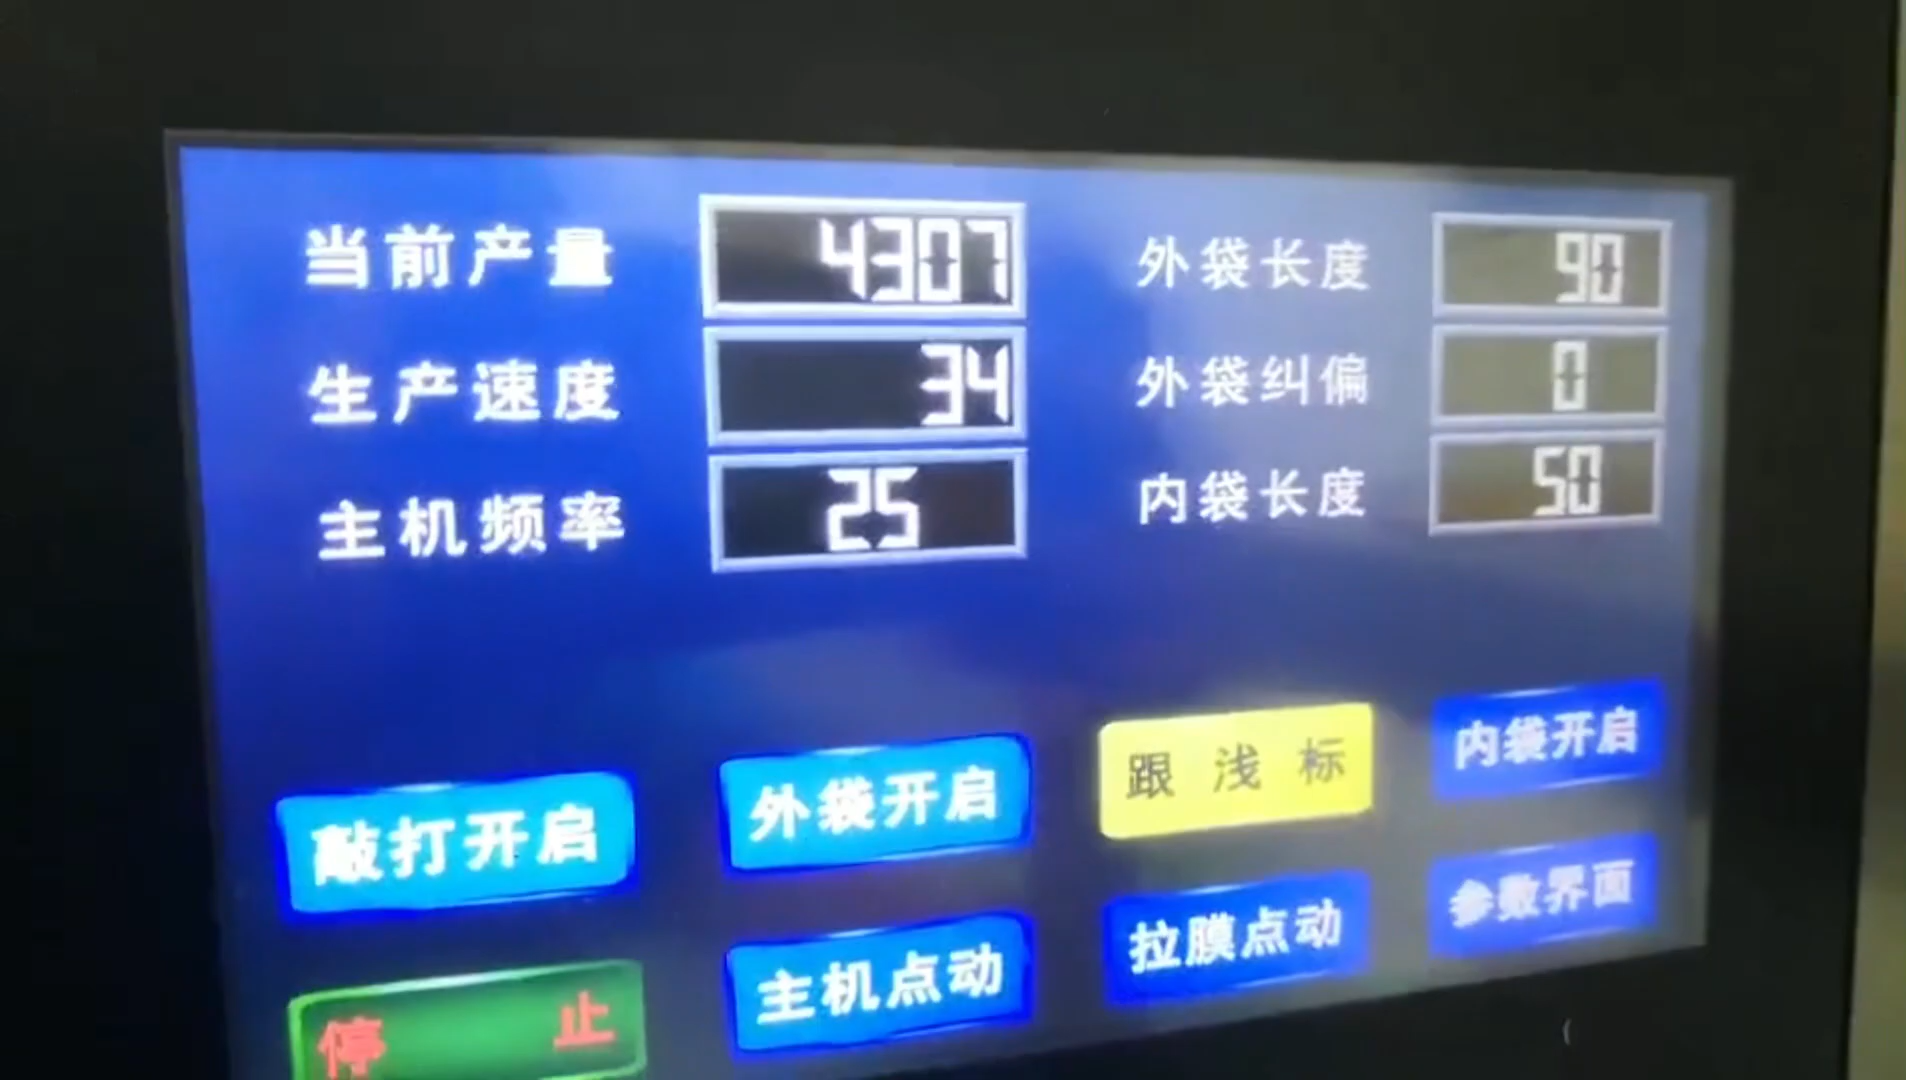 当前产量 4307 外袋长度 90
生产速度 34 外袋纠偏 0
主机频率 25 内袋长度 50
敲打开启 外袋开启 跟浅标 内袋开启
停止 主机点动 拉膜点动 参数界面